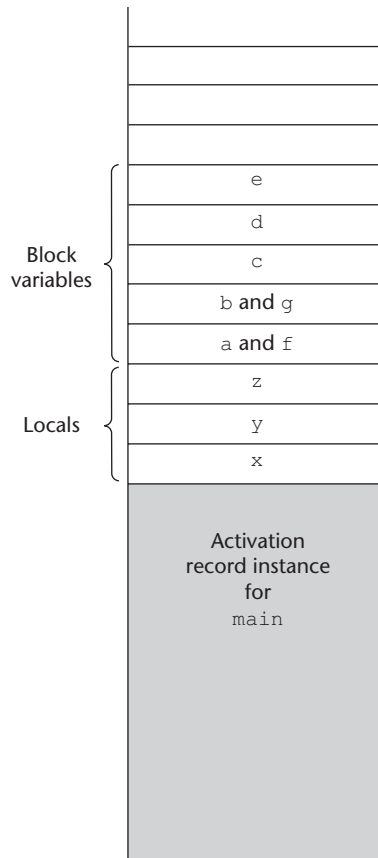 e
d
Block
variables
c
b and g
a and f
z
Locals
y
x
Activation
record instance
for
main